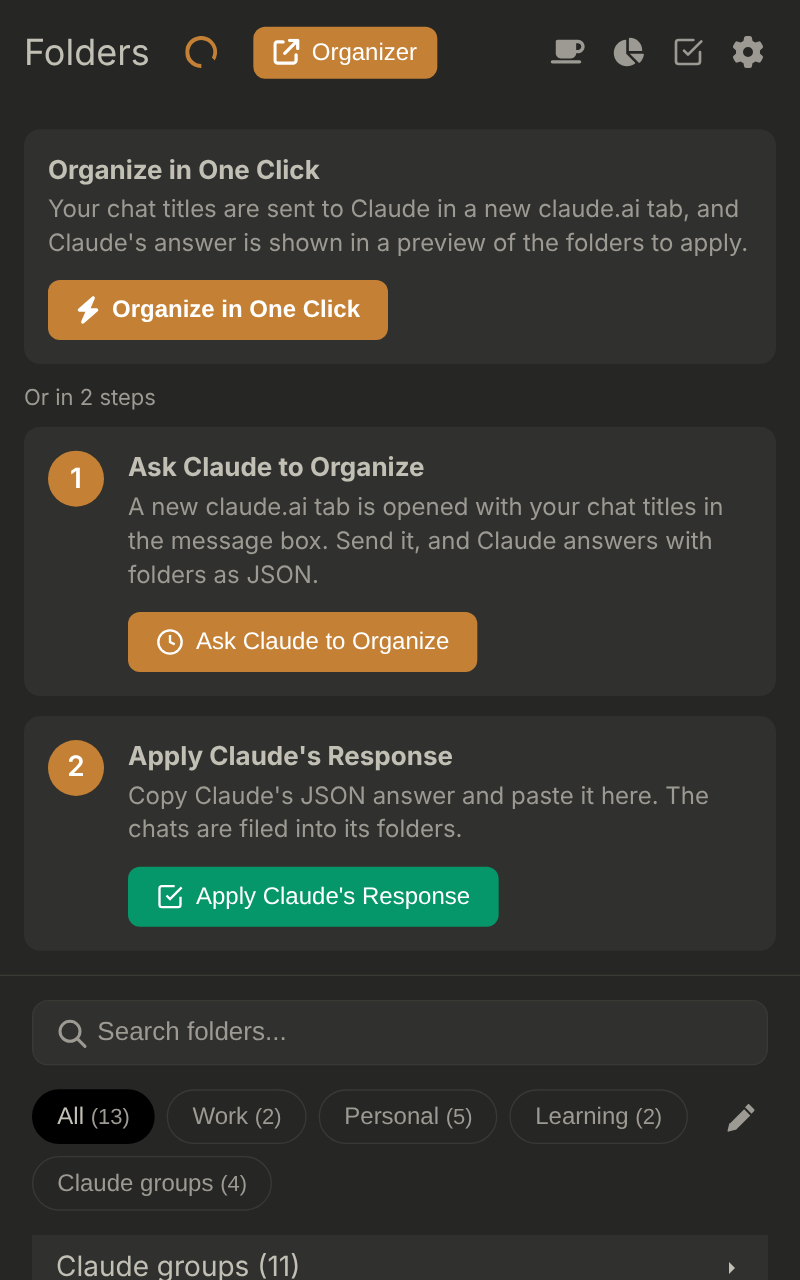 Folders
Organizer
Organize in One Click
Your chat titles are sent to Claude in a new claude.ai tab, and
Claude's answer is shown in a preview of the folders to apply.
Organize in One Click
Or in 2 steps
1
Ask Claude to Organize
A new claude.ai tab is opened with your chat titles in
the message box. Send it, and Claude answers with
folders as JSON.
Ask Claude to Organize
2
Apply Claude's Response
Copy Claude's JSON answer and paste it here. The
chats are filed into its folders.
Apply Claude's Response
Search folders...
All (13) Work (2) Personal (5) Learning (2)
Claude groups (4)
Claude groups (11)